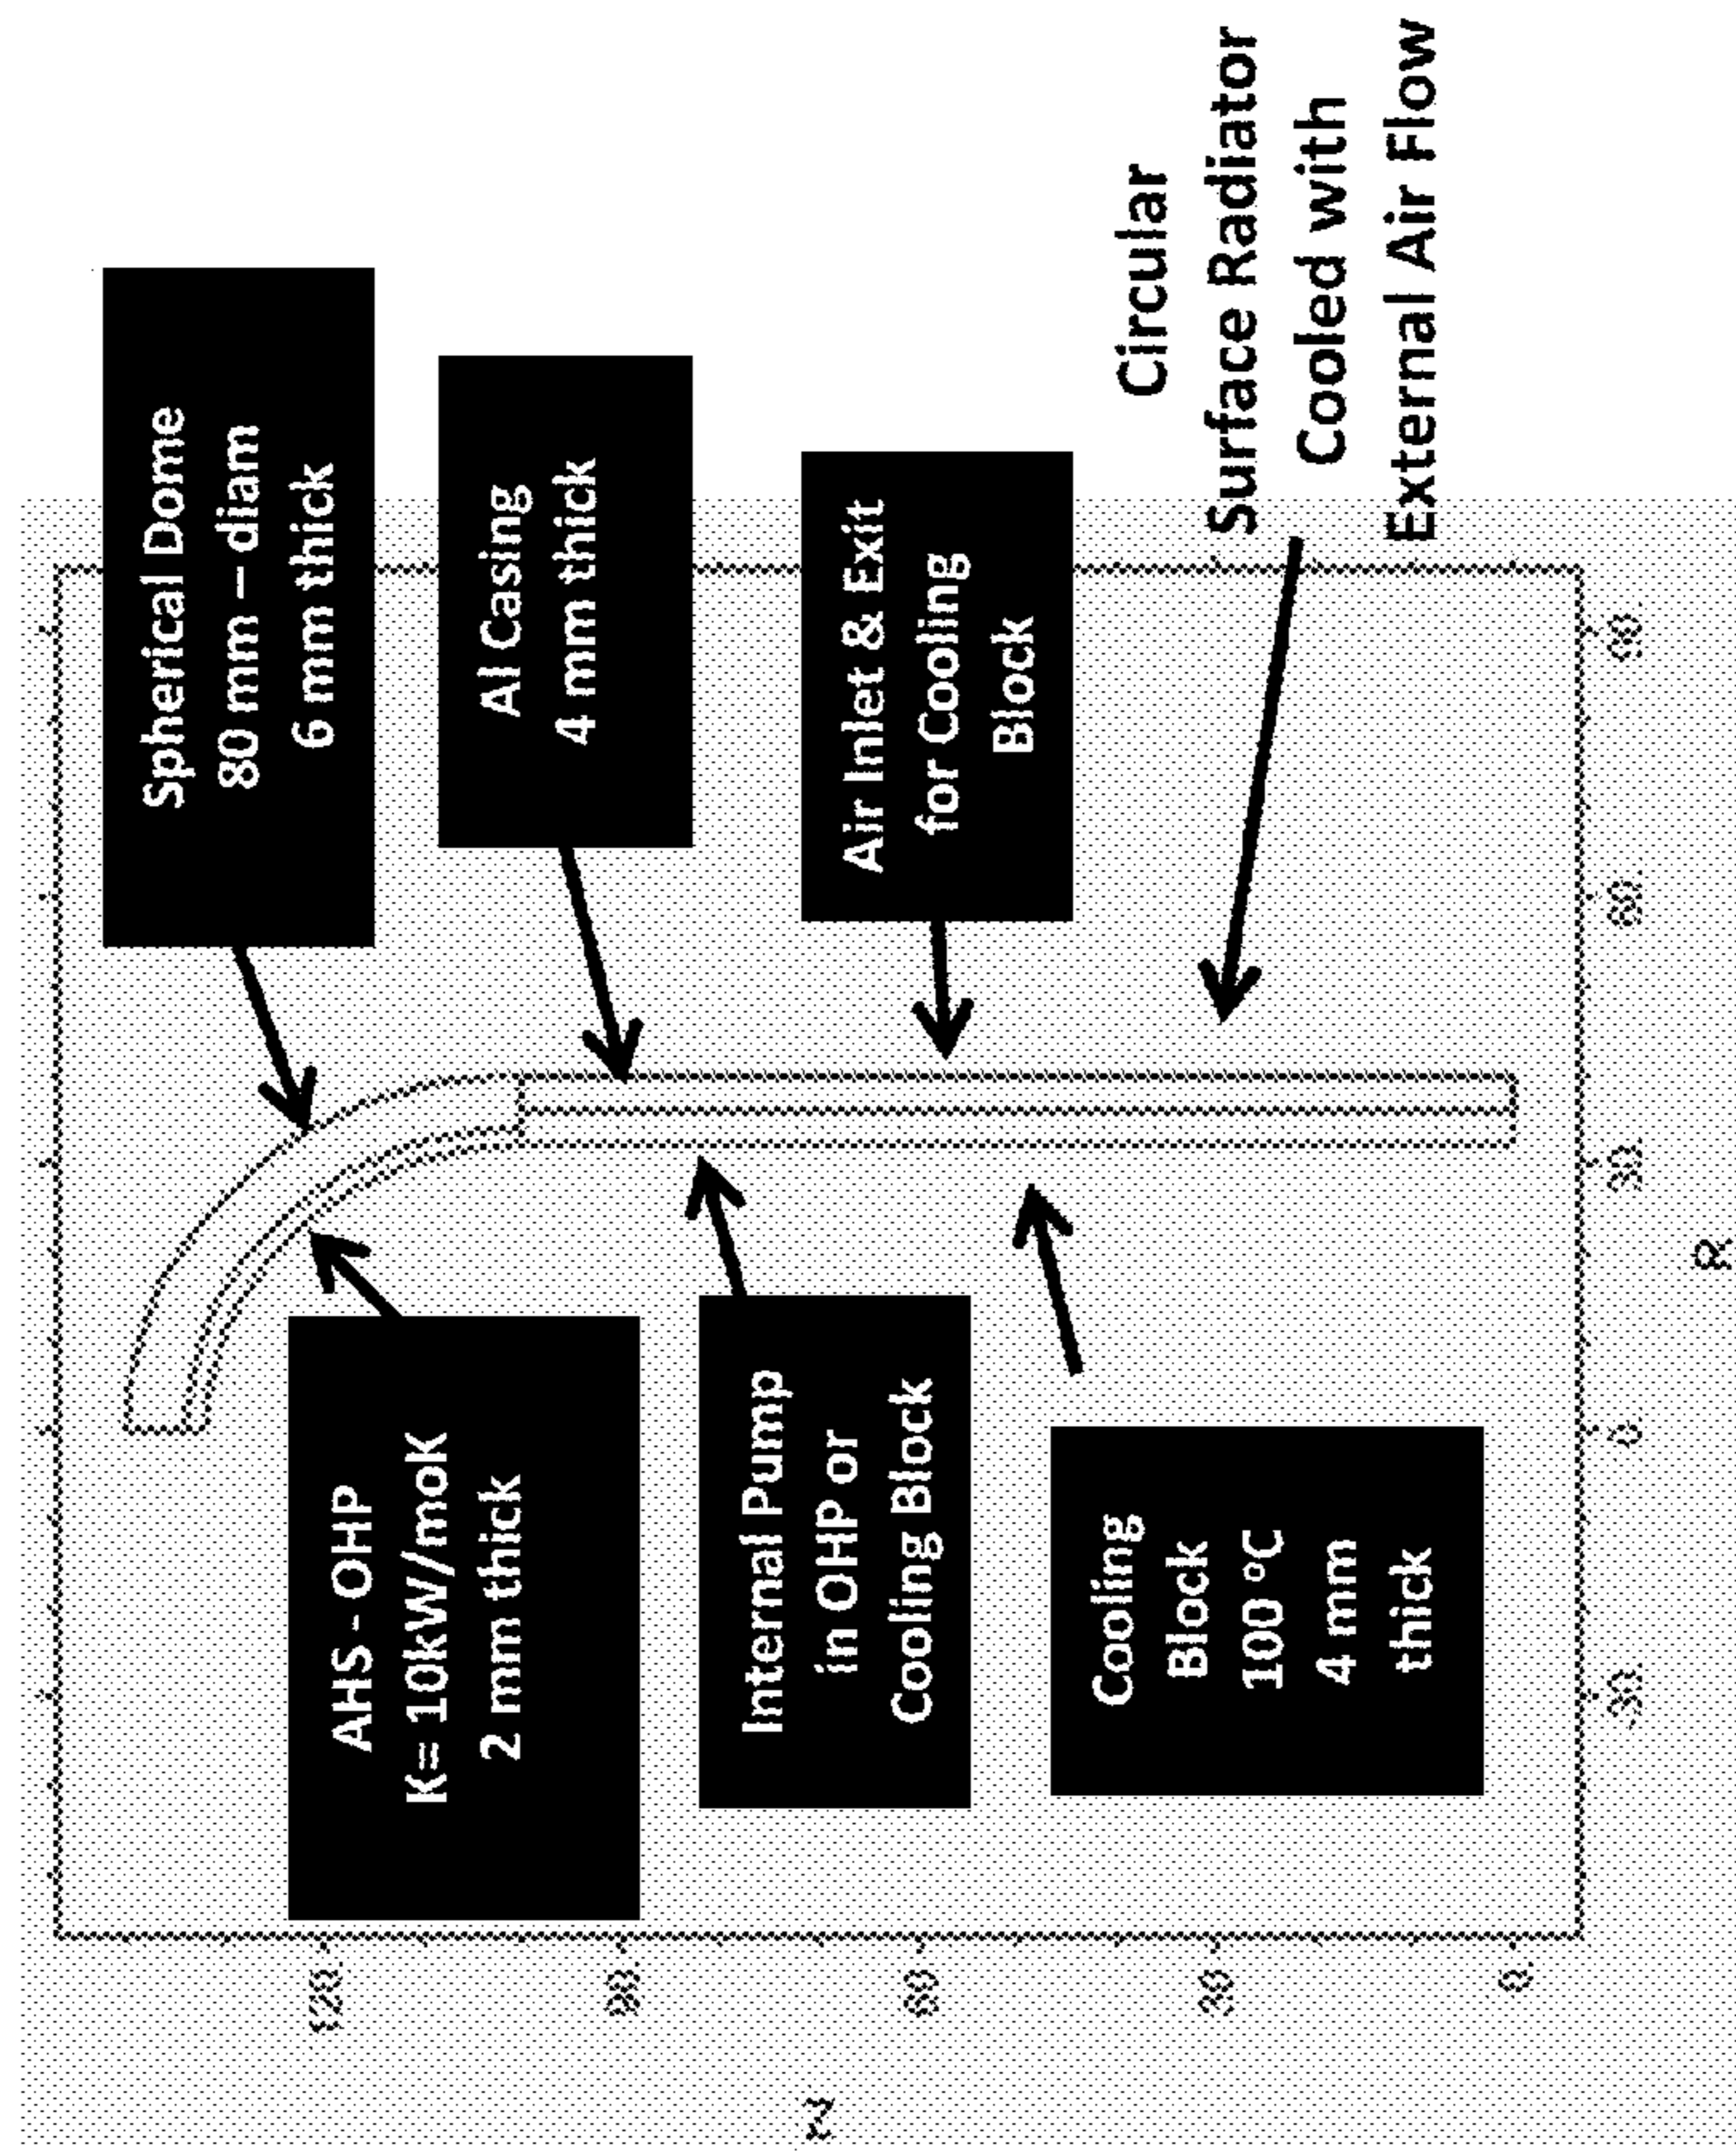 Spherical Dome
80 mm – diam
6 mm thick
Al Casing
4 mm thick
Air Inlet & Exit
for Cooling
Block
Circular
Surface Radiator
Cooled with
External Air Flow
AHS - OHP
K= 10kW/moK
2 mm thick
Internal Pump
in OHP or
Cooling Block
Cooling
Block
100 °C
4 mm
thick
Z
120.
90.
60.
30.
0.
-30.
0.
30.
60.
90.
R